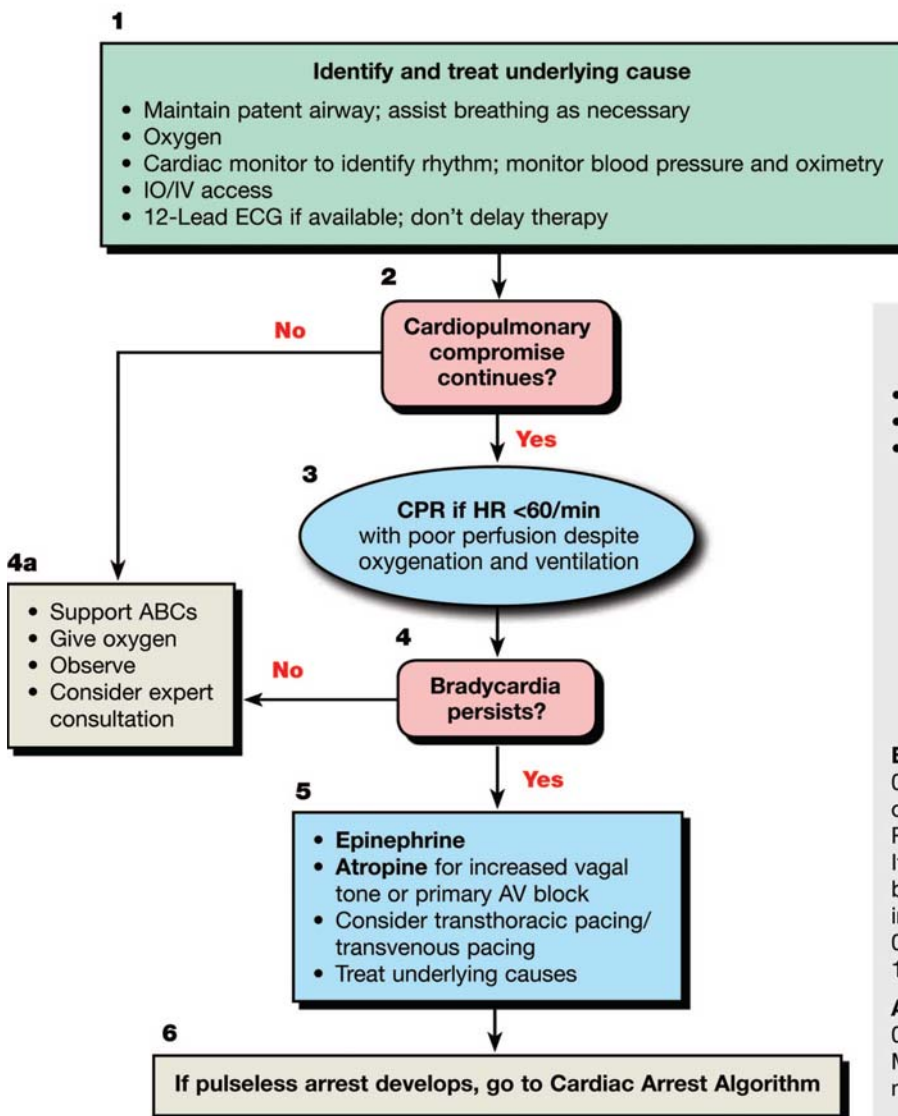 1
Identify and treat underlying cause
• Maintain patent airway; assist breathing as necessary
• Oxygen
• Cardiac monitor to identify rhythm; monitor blood pressure and oximetry
• IO/IV access
• 12-Lead ECG if available; don't delay therapy
2
Cardiopulmonary
compromise
continues?
No
Yes
3
CPR if HR <60/min
with poor perfusion despite
oxygenation and ventilation
4a
• Support ABCs
• Give oxygen
• Observe
• Consider expert
consultation
4
No
Bradycardia
persists?
Yes
5
• Epinephrine
• Atropine for increased vagal
tone or primary AV block
• Consider transthoracic pacing/
transvenous pacing
• Treat underlying causes
6
If pulseless arrest develops, go to Cardiac Arrest Algorithm